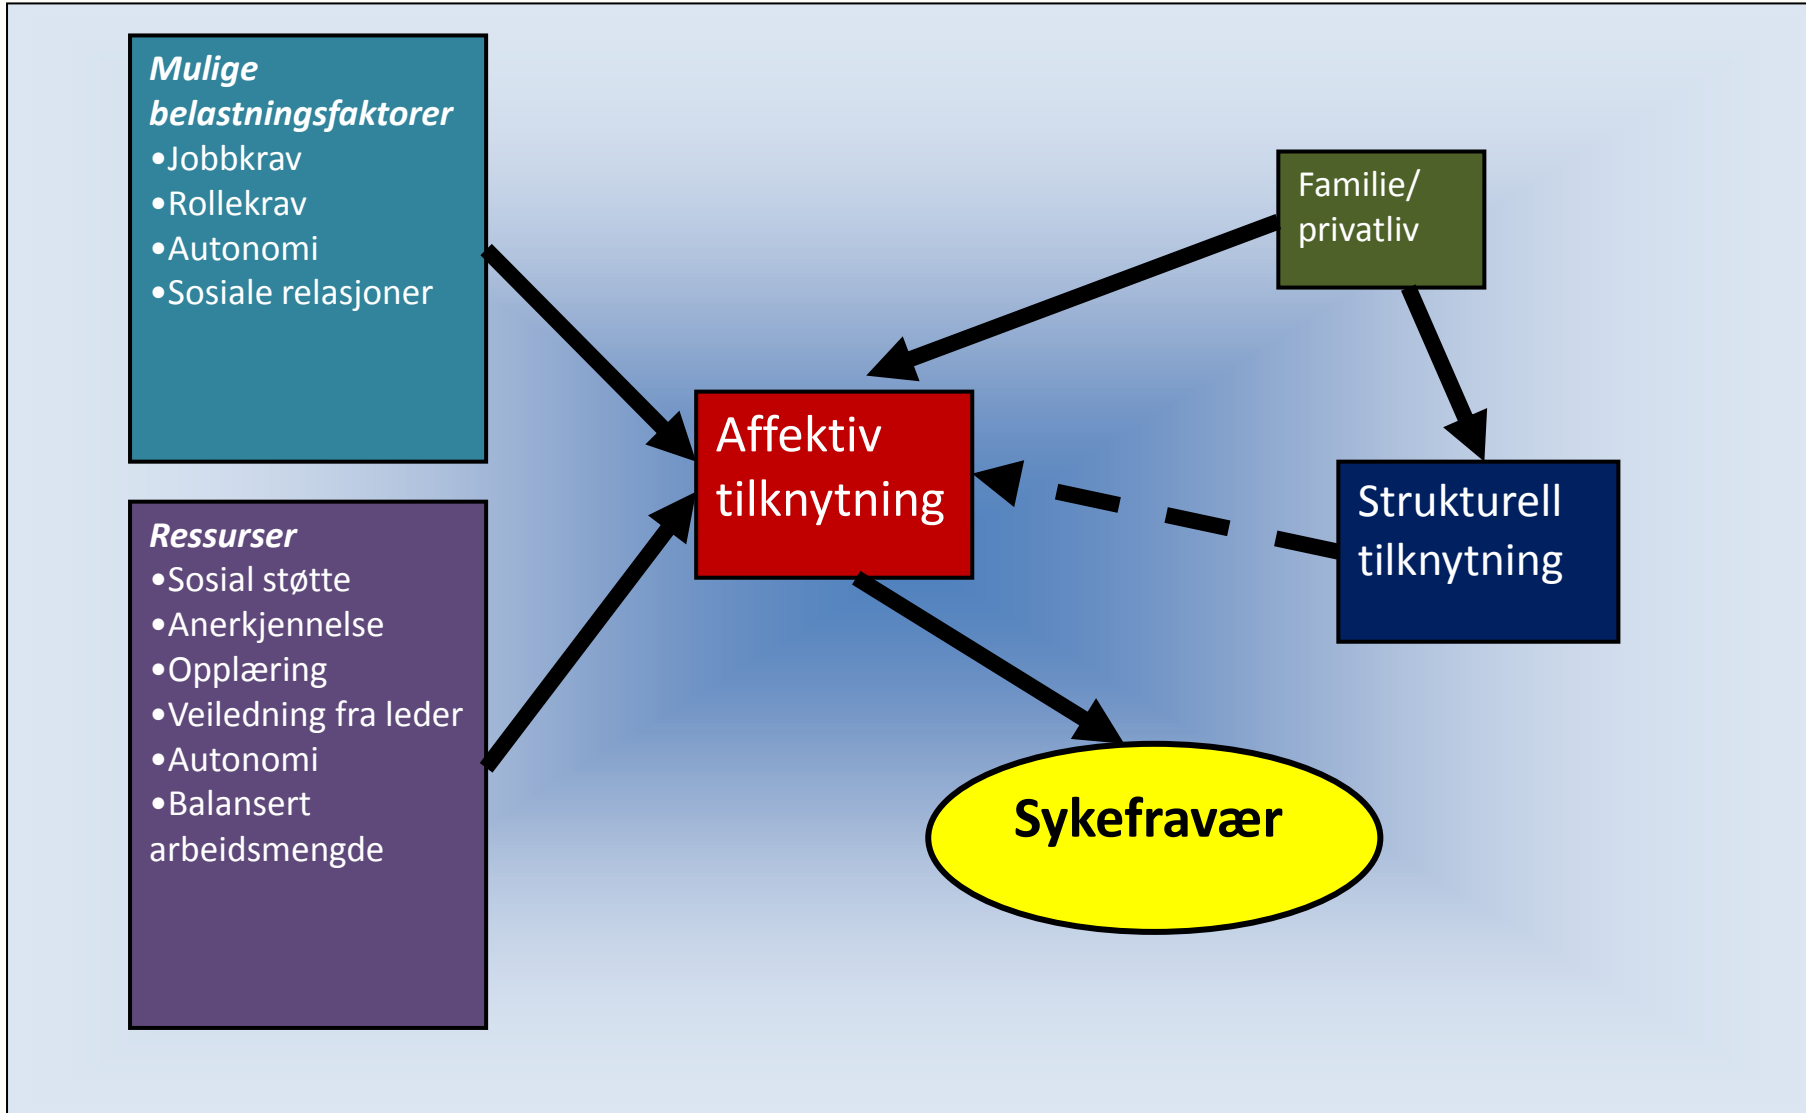 Mulige
belastningsfaktorer
•Jobbkrav
•Rollekrav
•Autonomi
•Sosiale relasjoner
Ressurser
•Sosial støtte
•Anerkjennelse
•Opplæring
•Veiledning fra leder
•Autonomi
•Balansert
arbeidsmengde
Affektiv
tilknytning
Familie/
privatliv
Strukturell
tilknytning
Sykefravær